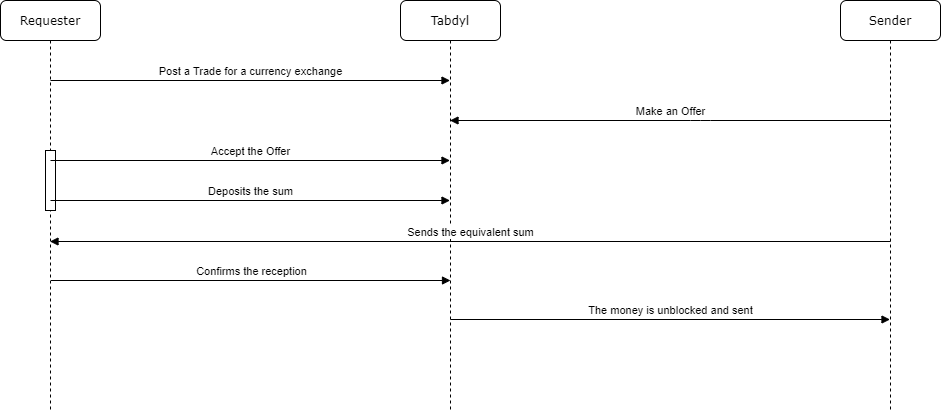 Requester
Tabdyl
Sender
Post a Trade for a currency exchange
Make an Offer
Accept the Offer
Deposits the sum
Sends the equivalent sum
Confirms the reception
The money is unblocked and sent